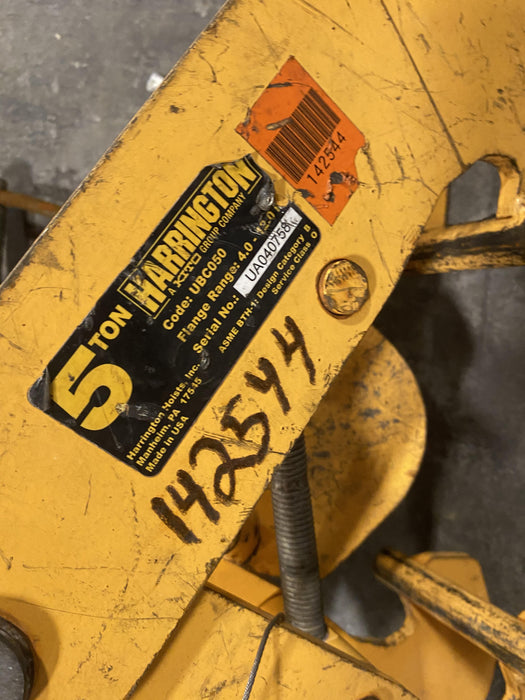 5 TON
HARRINGTON
A KITO GROUP COMPANY
Code: UBC050
Flange Range: 4.0 -
Serial No.: UA040758
ASME BTH-1: Design Category B
Service Class 0
Harrington Hoists, Inc.
Manheim, PA 17545
Made in USA
142544
142544